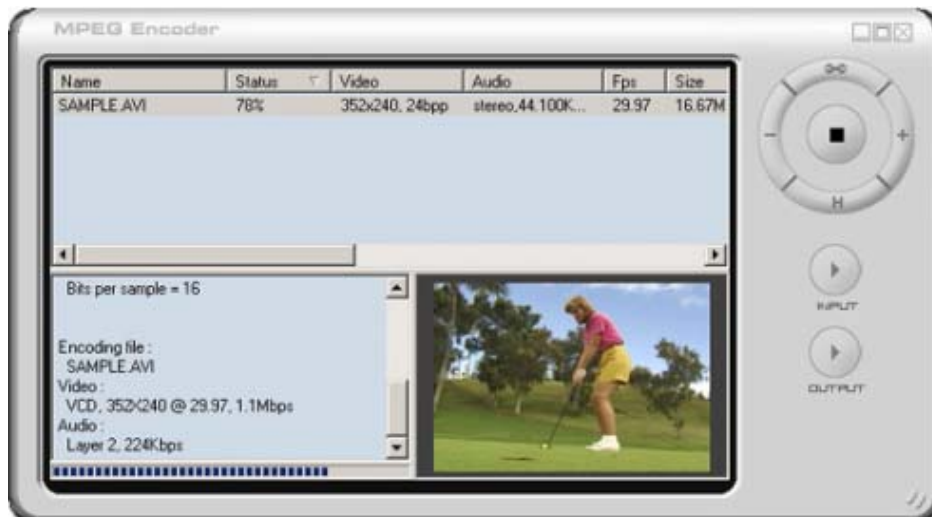 MPEG Encoder
Name Status Video Audio Fps Size
SAMPLE.AVI 78% 352x240, 24bpp stereo,44.100K... 29.97 16.67M
Bits per sample = 16
Encoding file :
SAMPLE.AVI
Video :
VCD, 352X240 @ 29.97, 1.1Mbps
Audio :
Layer 2, 224Kbps
H
INPUT
OUTPUT